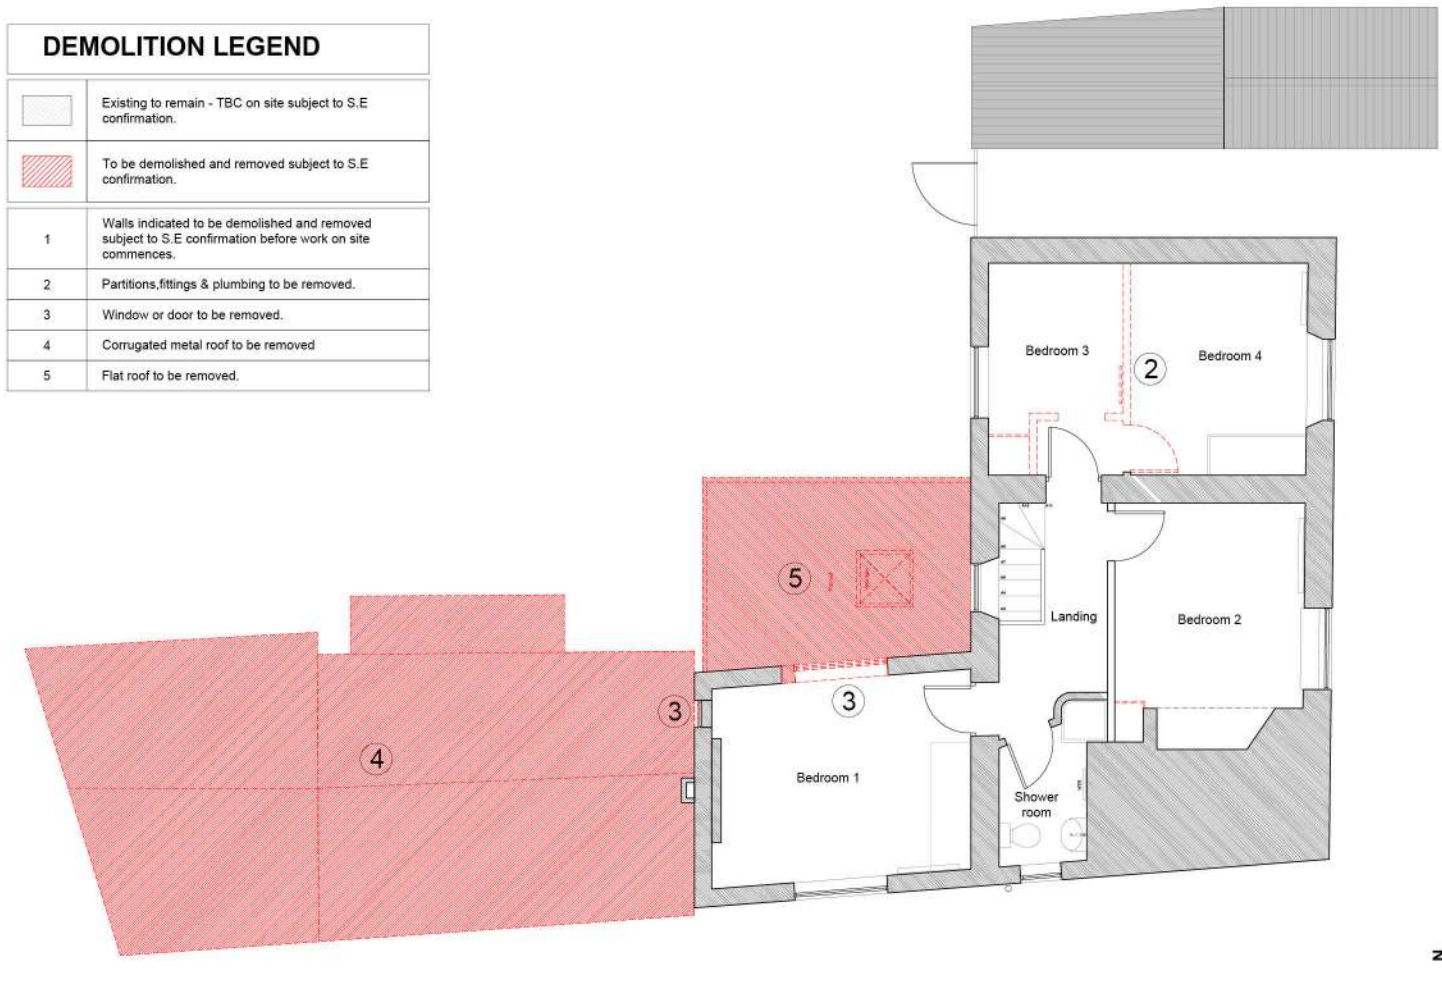 DEMOLITION LEGEND
Existing to remain - TBC on site subject to S.E
confirmation.
To be demolished and removed subject to S.E
confirmation.
1
Walls indicated to be demolished and removed
subject to S.E confirmation before work on site
commences.
2
Partitions,fittings & plumbing to be removed.
3
Window or door to be removed.
4
Corrugated metal roof to be removed
5
Flat roof to be removed.
Bedroom 3
Bedroom 4
2
5
Landing
Bedroom 2
3
3
4
Bedroom 1
Shower
room
N